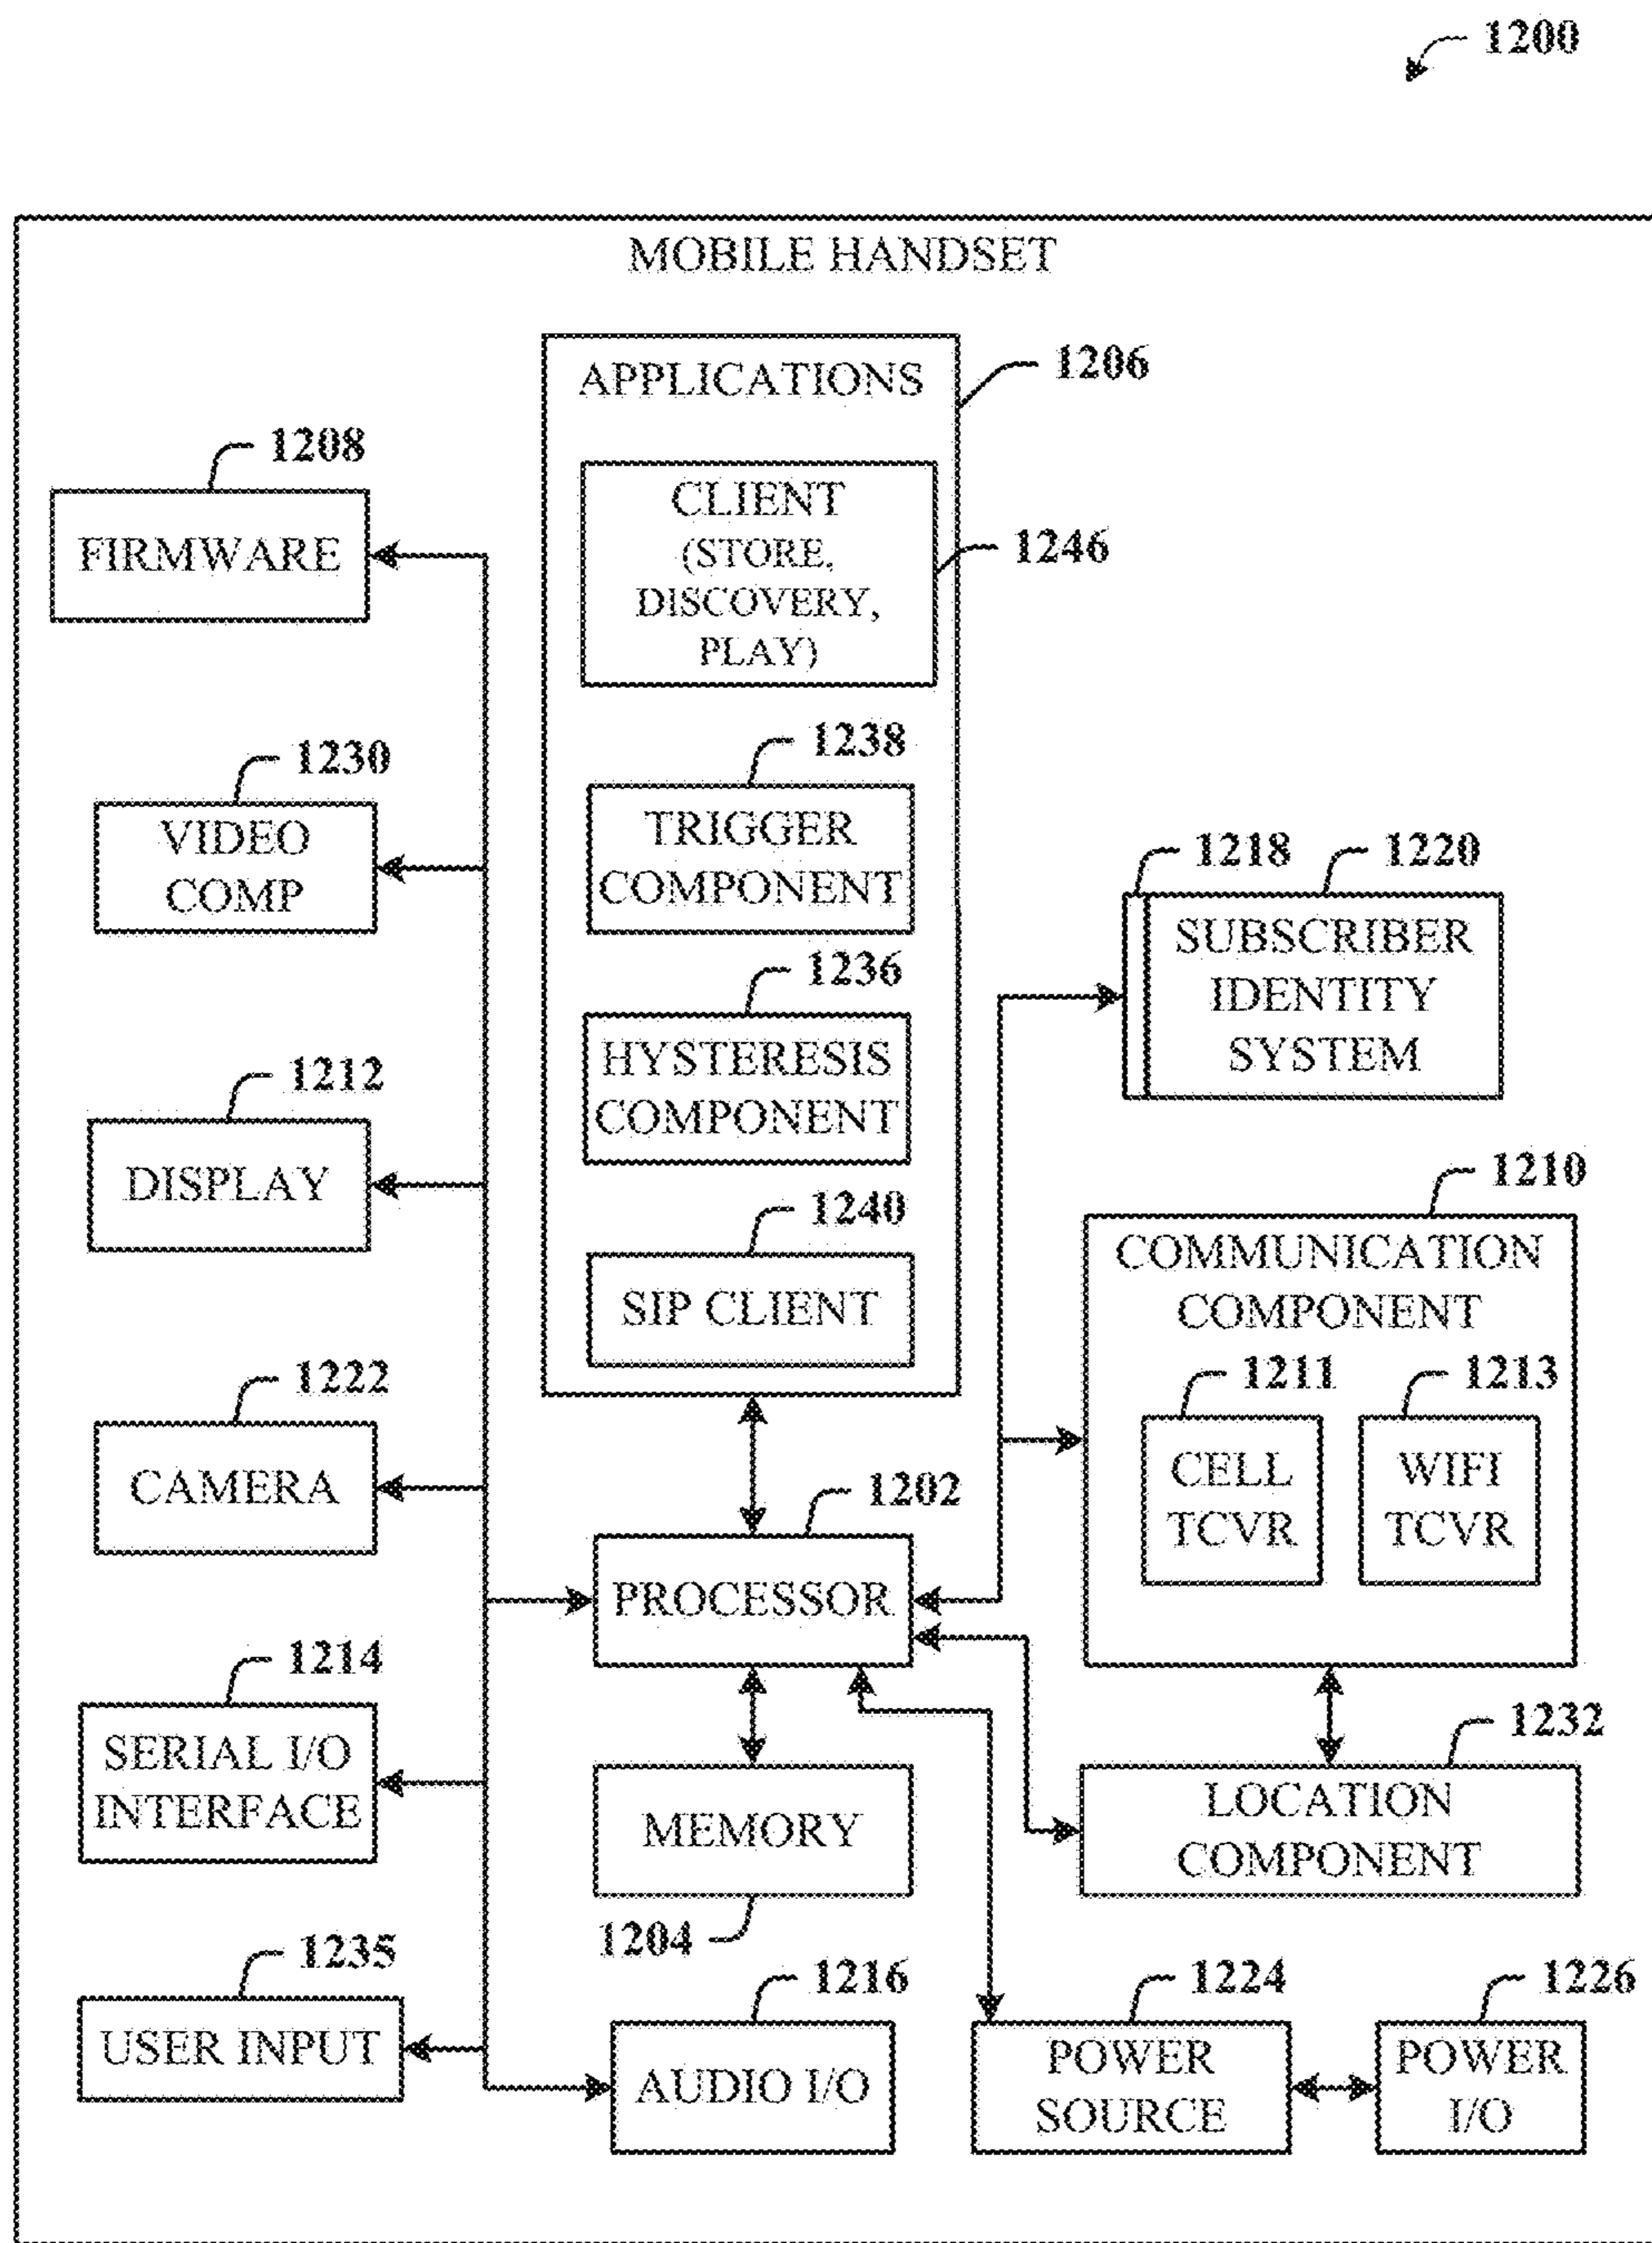 1200
MOBILE HANDSET
APPLICATIONS
1206
CLIENT
(STORE,
DISCOVERY,
PLAY)
1246
1208
FIRMWARE
1230
VIDEO
COMP
1238
TRIGGER
COMPONENT
1218
1220
SUBSCRIBER
IDENTITY
SYSTEM
1236
HYSTERESIS
COMPONENT
1212
DISPLAY
1240
SIP CLIENT
1210
COMMUNICATION
COMPONENT
1211
CELL
TCVR
1213
WIFI
TCVR
1222
CAMERA
1202
PROCESSOR
1214
SERIAL I/O
INTERFACE
MEMORY
1204
1232
LOCATION
COMPONENT
1235
USER INPUT
1216
AUDIO I/O
1224
POWER
SOURCE
1226
POWER
I/O